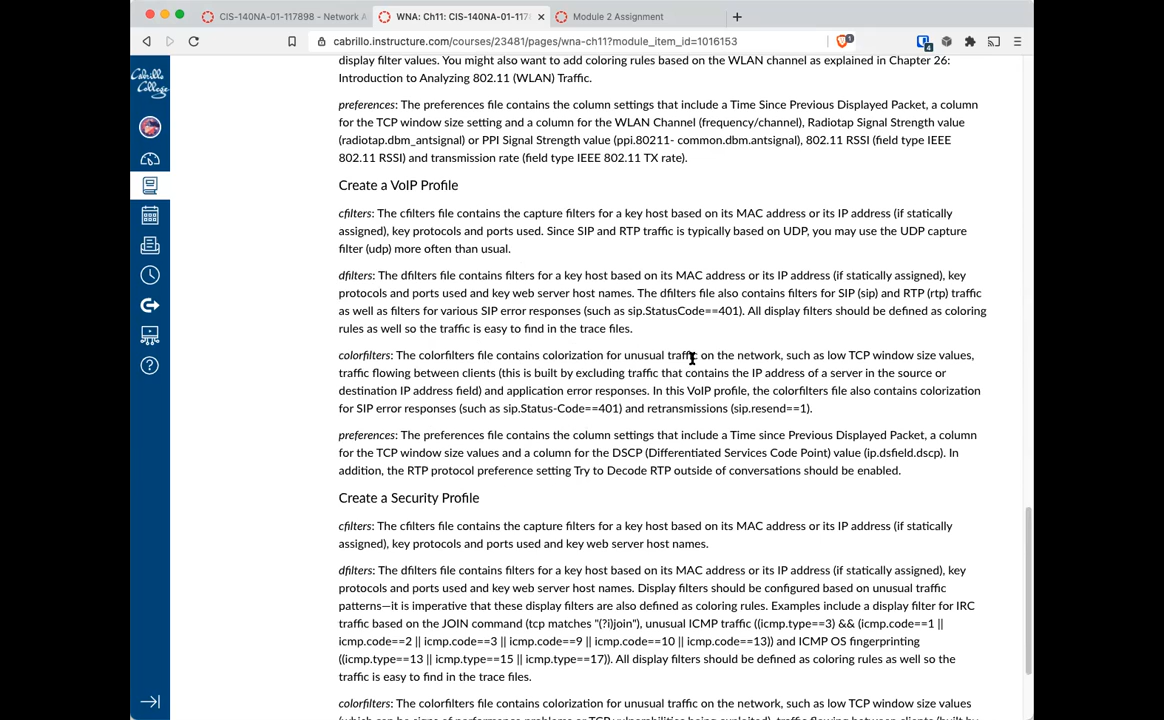 CIS-140NA-01-117898 - Network A
WNA: Ch11: CIS-140NA-01-117
Module 2 Assignment
cabrillo.instructure.com/courses/23481/pages/wna-ch11?module_item_id=1016153
1
4
Cabrillo
College
display filter values. You might also want to add coloring rules based on the WLAN channel as explained in Chapter 26:
Introduction to Analyzing 802.11 (WLAN) Traffic.
preferences: The preferences file contains the column settings that include a Time Since Previous Displayed Packet, a column
for the TCP window size setting and a column for the WLAN Channel (frequency/channel), Radiotap Signal Strength value
(radiotap.dbm_antsignal) or PPI Signal Strength value (ppi.80211- common.dbm.antsignal), 802.11 RSSI (field type IEEE
802.11 RSSI) and transmission rate (field type IEEE 802.11 TX rate).
Create a VoIP Profile
cfilters: The cfilters file contains the capture filters for a key host based on its MAC address or its IP address (if statically
assigned), key protocols and ports used. Since SIP and RTP traffic is typically based on UDP, you may use the UDP capture
filter (udp) more often than usual.
dfilters: The dfilters file contains filters for a key host based on its MAC address or its IP address (if statically assigned), key
protocols and ports used and key web server host names. The dfilters file also contains filters for SIP (sip) and RTP (rtp) traffic
as well as filters for various SIP error responses (such as sip.StatusCode==401). All display filters should be defined as coloring
rules as well so the traffic is easy to find in the trace files.
colorfilters: The colorfilters file contains colorization for unusual traffic on the network, such as low TCP window size values,
traffic flowing between clients (this is built by excluding traffic that contains the IP address of a server in the source or
destination IP address field) and application error responses. In this VoIP profile, the colorfilters file also contains colorization
for SIP error responses (such as sip.Status-Code==401) and retransmissions (sip.resend==1).
preferences: The preferences file contains the column settings that include a Time since Previous Displayed Packet, a column
for the TCP window size values and a column for the DSCP (Differentiated Services Code Point) value (ip.dsfield.dscp). In
addition, the RTP protocol preference setting Try to Decode RTP outside of conversations should be enabled.
Create a Security Profile
cfilters: The cfilters file contains the capture filters for a key host based on its MAC address or its IP address (if statically
assigned), key protocols and ports used and key web server host names.
dfilters: The dfilters file contains filters for a key host based on its MAC address or its IP address (if statically assigned), key
protocols and ports used and key web server host names. Display filters should be configured based on unusual traffic
patterns—it is imperative that these display filters are also defined as coloring rules. Examples include a display filter for IRC
traffic based on the JOIN command (tcp matches "(?i)join"), unusual ICMP traffic ((icmp.type==3) && (icmp.code==1 ||
icmp.code==2 || icmp.code==3 || icmp.code==9 || icmp.code==10 || icmp.code==13)) and ICMP OS fingerprinting
((icmp.type==13 || icmp.type==15 || icmp.type==17)). All display filters should be defined as coloring rules as well so the
traffic is easy to find in the trace files.
colorfilters: The colorfilters file contains colorization for unusual traffic on the network, such as low TCP window size values
(which can be signs of performance problems or TCP vulnerabilities being exploited), traffic flowing between clients (built by